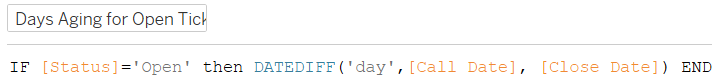 Days Aging for Open Tick
IF [Status]='Open' then DATEDIFF('day',[Call Date], [Close Date]) END